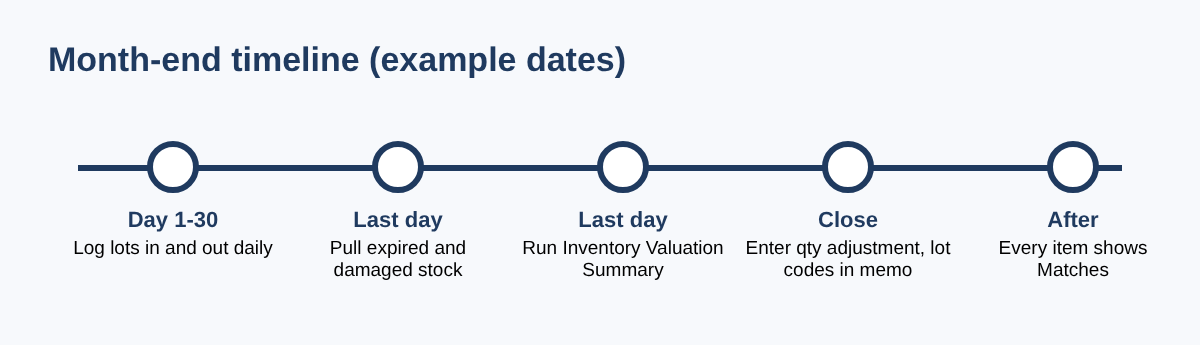 Month-end timeline (example dates)
Day 1-30
Log lots in and out daily
Last day
Pull expired and
damaged stock
Last day
Run Inventory Valuation
Summary
Close
Enter qty adjustment, lot
codes in memo
After
Every item shows
Matches